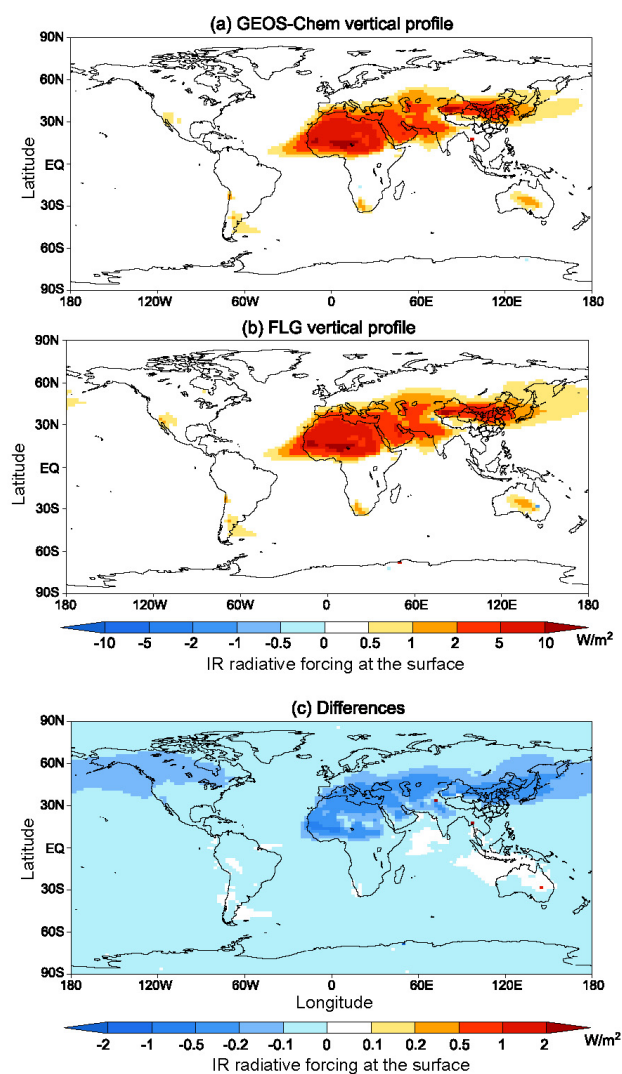 (a) GEOS-Chem vertical profile
90N
60N
30N
EQ
30S
60S
90S
Latitude
180 120W 60W 0 60E 120E 180
(b) FLG vertical profile
90N
60N
30N
EQ
30S
60S
90S
Latitude
180 120W 60W 0 60E 120E 180
-10 -5 -2 -1 -0.5 0 0.5 1 2 5 10 W/m²
IR radiative forcing at the surface
(c) Differences
90N
60N
30N
EQ
30S
60S
90S
Latitude
180 120W 60W 0 60E 120E 180
Longitude
-2 -1 -0.5 -0.2 -0.1 0 0.1 0.2 0.5 1 2 W/m²
IR radiative forcing at the surface